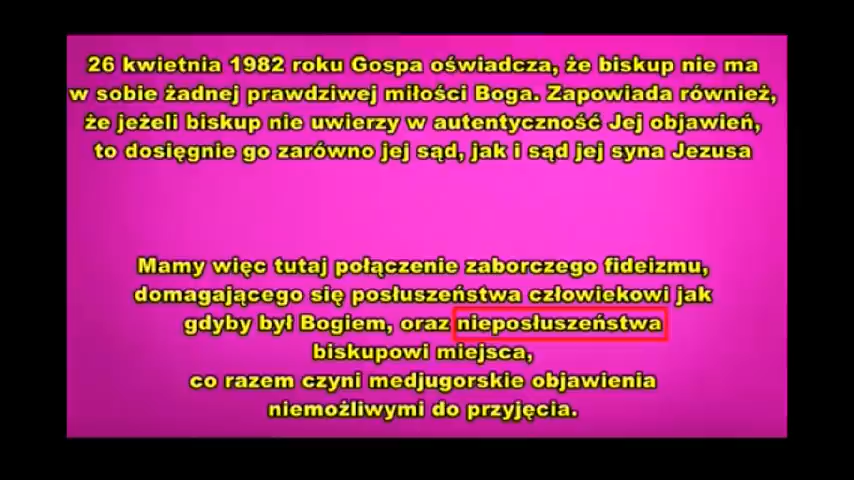 26 kwietnia 1982 roku Gospa oświadcza, że biskup nie ma
w sobie żadnej prawdziwej miłości Boga. Zapowiada również,
że jeżeli biskup nie uwierzy w autentyczność Jej objawień,
to dosięgnie go zarówno jej sąd, jak i sąd jej syna Jezusa
Mamy więc tutaj połączenie zaborczego fideizmu,
domagającego się posłuszeństwa człowiekowi jak
gdyby był Bogiem, oraz nieposłuszeństwa
biskupowi miejsca,
co razem czyni medjugorskie objawienia
niemożliwymi do przyjęcia.